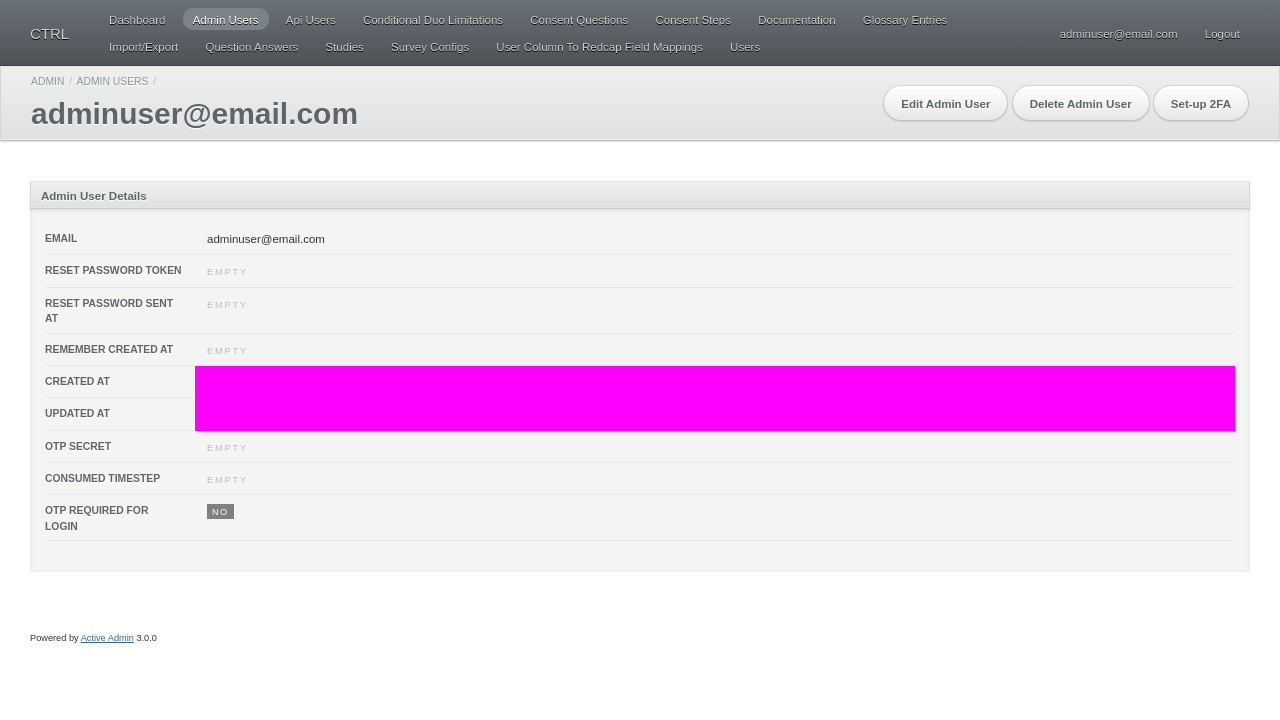 CTRL
Dashboard Admin Users Api Users Conditional Duo Limitations Consent Questions Consent Steps Documentation Glossary Entries
Import/Export Question Answers Studies Survey Configs User Column To Redcap Field Mappings Users
adminuser@email.com Logout
ADMIN / ADMIN USERS /
adminuser@email.com
Edit Admin User Delete Admin User Set-up 2FA
Admin User Details
EMAIL adminuser@email.com
RESET PASSWORD TOKEN EMPTY
RESET PASSWORD SENT EMPTY
AT
REMEMBER CREATED AT EMPTY
CREATED AT
UPDATED AT
OTP SECRET EMPTY
CONSUMED TIMESTEP EMPTY
OTP REQUIRED FOR NO
LOGIN
Powered by Active Admin 3.0.0